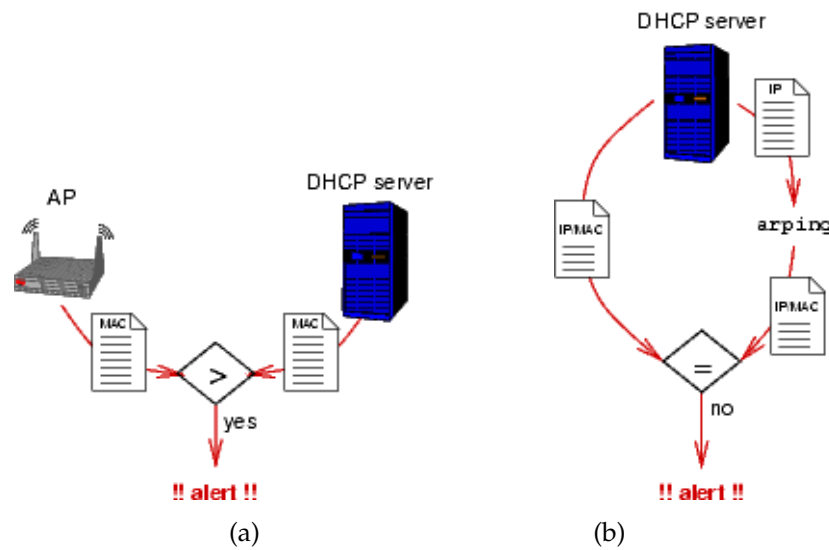 AP
DHCP server
MAC
MAC
>
yes
!! alert !!
(a)
DHCP server
IP
IP/MAC
arping
IP/MAC
=
no
!! alert !!
(b)